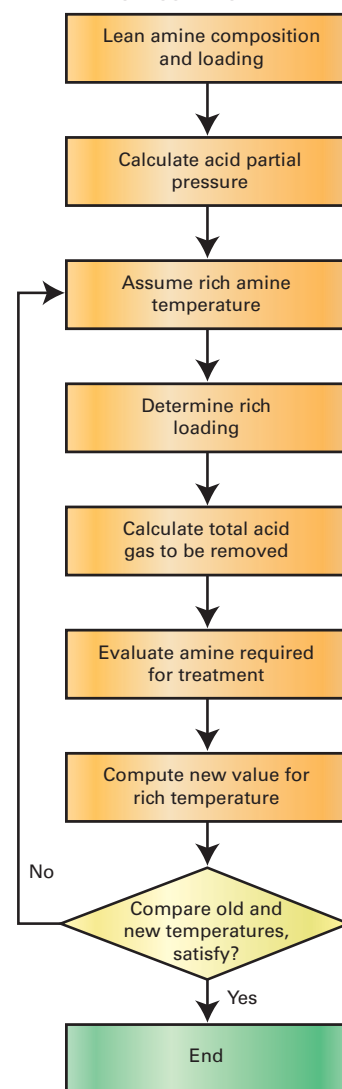 Lean amine composition
and loading
Calculate acid partial
pressure
Assume rich amine
temperature
Determine rich
loading
Calculate total acid
gas to be removed
Evaluate amine required
for treatment
Compute new value for
rich temperature
No
Compare old and
new temperatures,
satisfy?
Yes
End